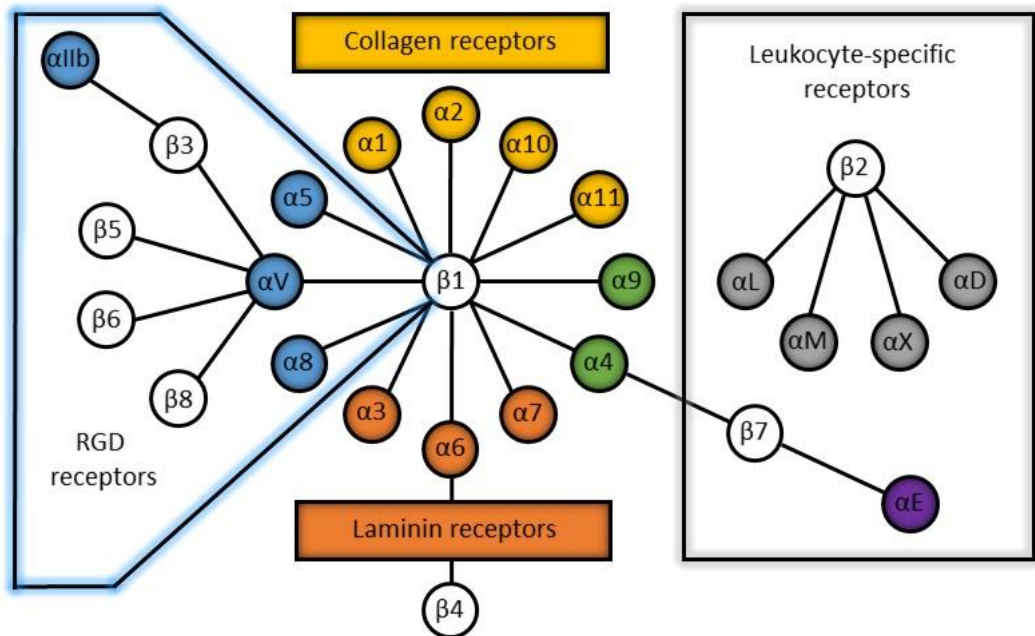 Collagen receptors
Leukocyte-specific
receptors
αIIb
β3
β5
β6
β8
αV
α5
α8
RGD
receptors
α1
α2
α10
α11
β1
α9
α4
α3
α6
α7
Laminin receptors
β4
β2
αL
αM
αX
αD
β7
αE